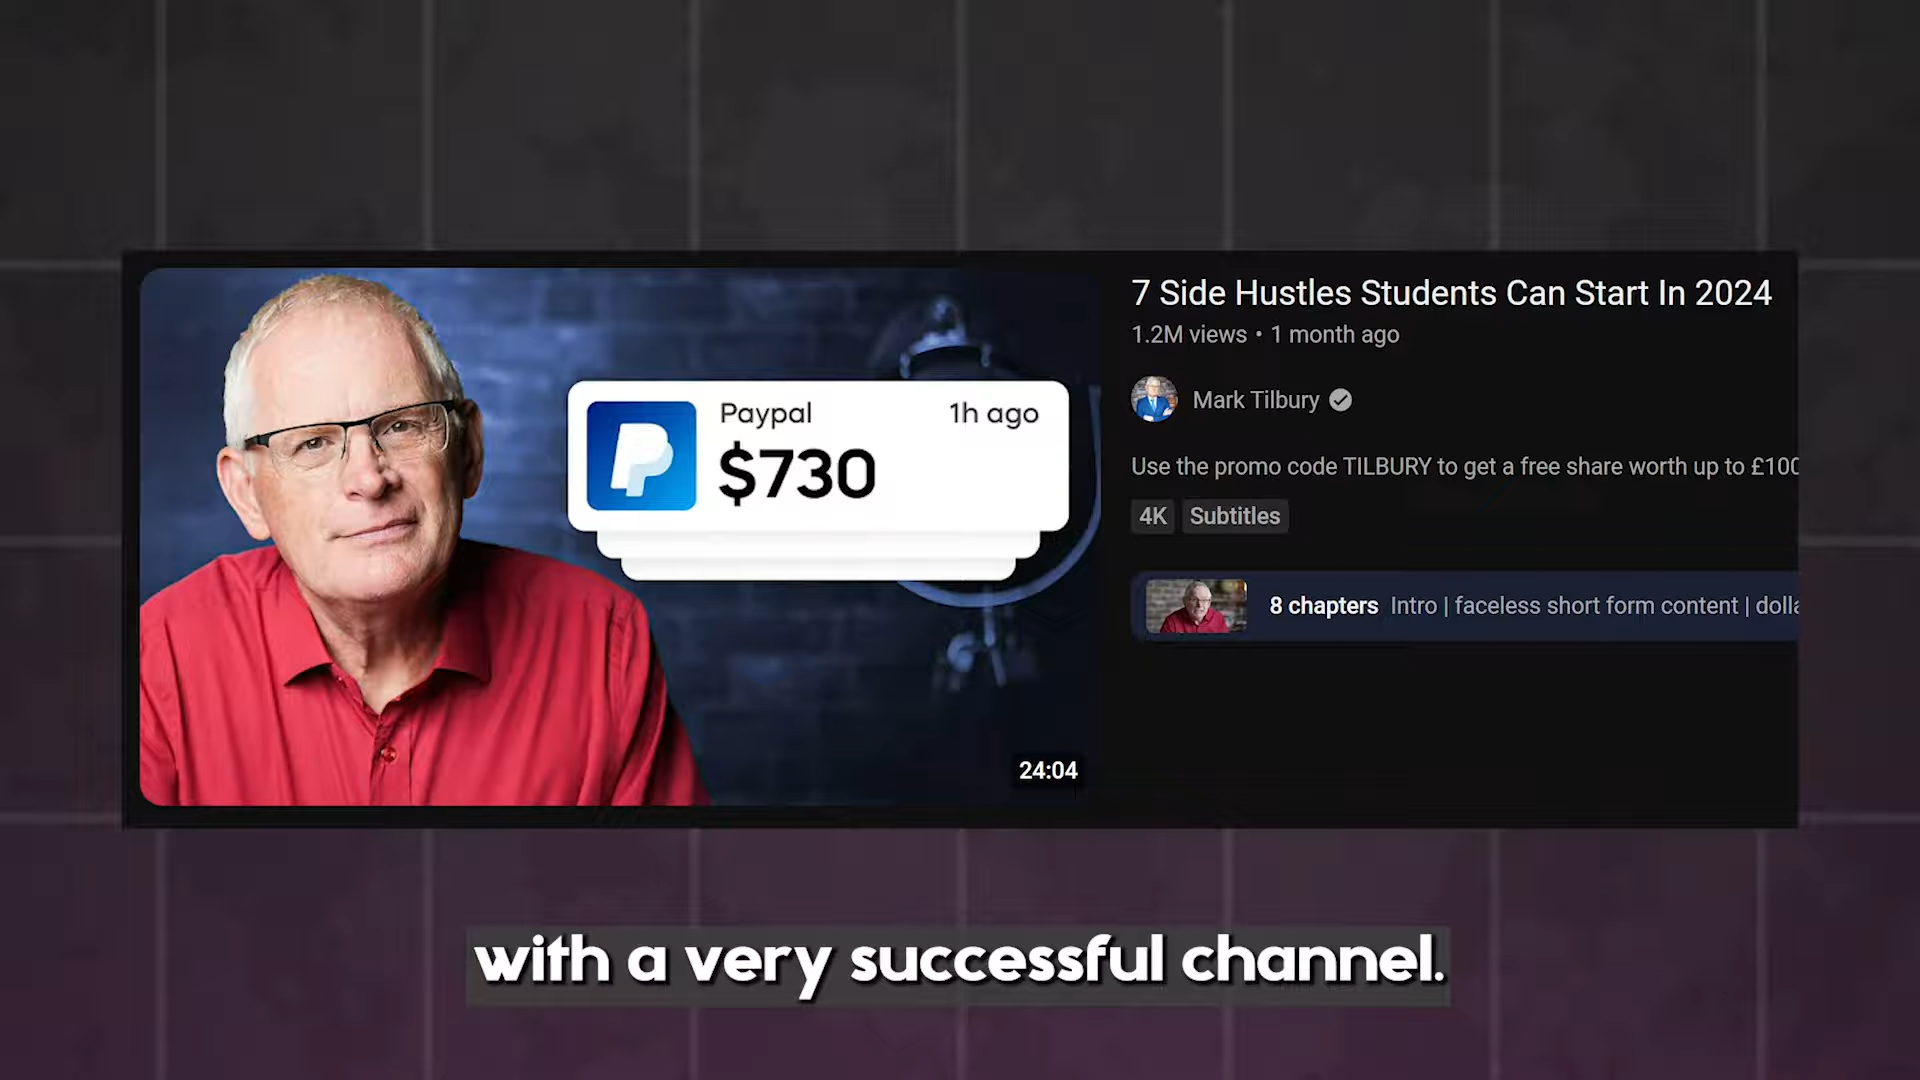 Paypal 1h ago
$730
24:04
7 Side Hustles Students Can Start In 2024
1.2M views • 1 month ago
Mark Tilbury
Use the promo code TILBURY to get a free share worth up to £100
4K Subtitles
8 chapters Intro | faceless short form content | dolla
with a very successful channel.